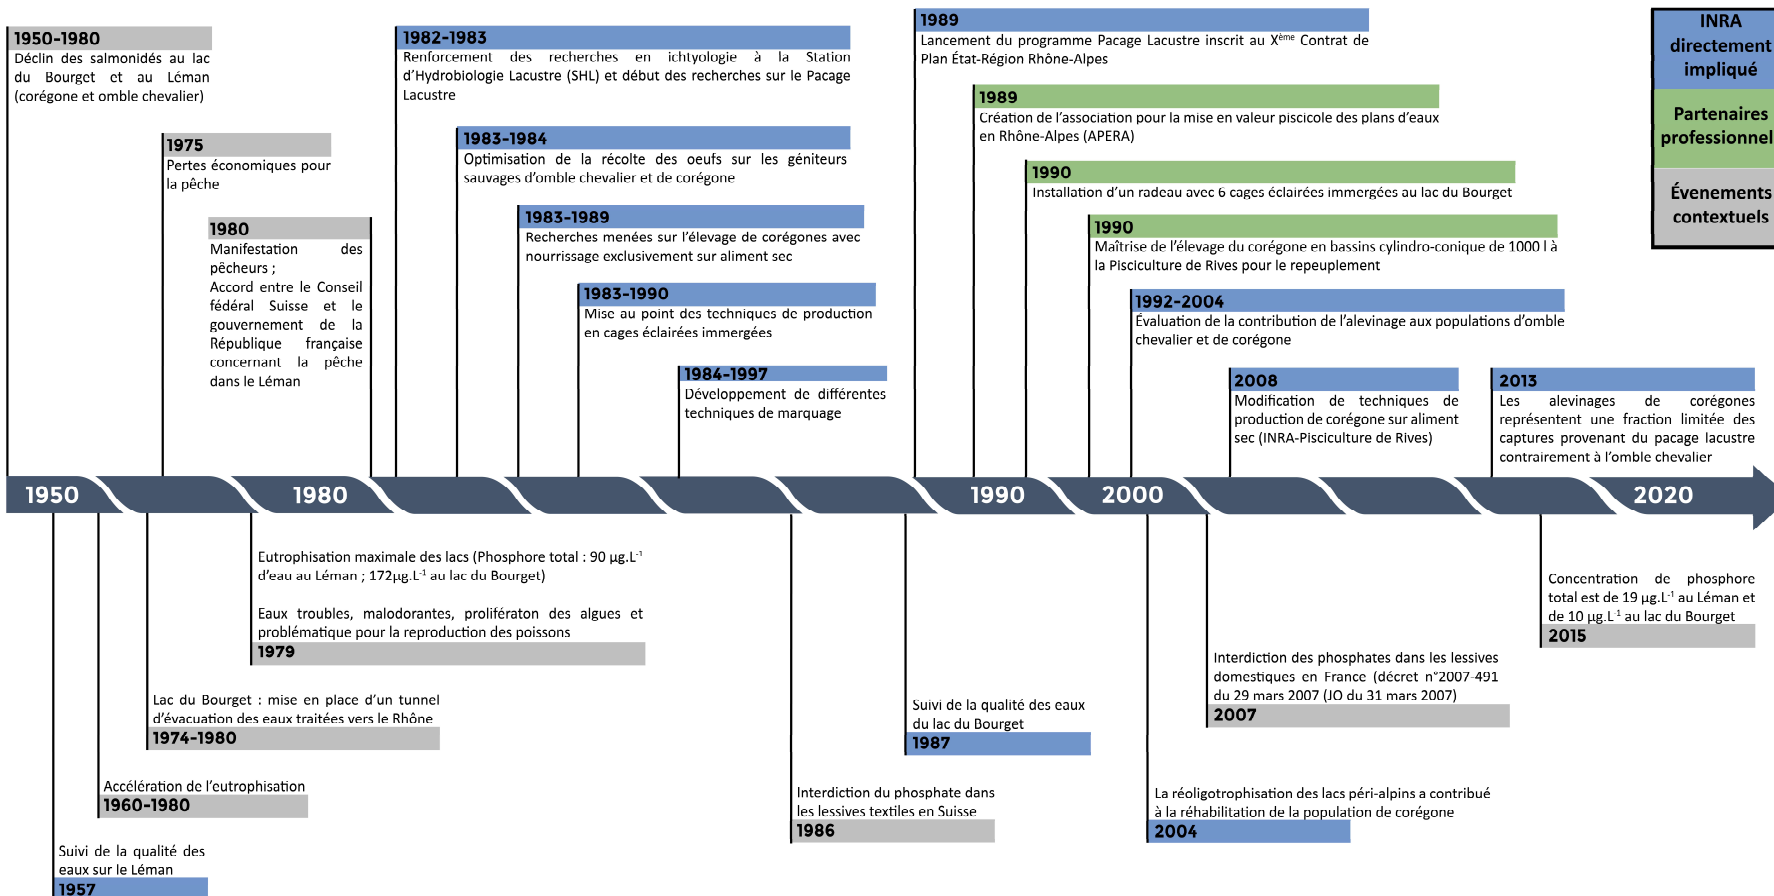 1950-1980
Déclin des salmonidés au lac
du Bourget et au Léman
(corégone et omble chevalier)
1975
Pertes économiques pour
la pêche
1980
Manifestation des
pêcheurs ;
Accord entre le Conseil
fédéral Suisse et le
gouvernement de la
République française
concernant la pêche
dans le Léman
1982-1983
Renforcement des recherches en ichtyologie à la Station
d'Hydrobiologie Lacustre (SHL) et début des recherches sur le Pacage
Lacustre
1983-1984
Optimisation de la récolte des oeufs sur les géniteurs
sauvages d'omble chevalier et de corégone
1983-1989
Recherches menées sur l'élevage de corégones avec
nourrissage exclusivement sur aliment sec
1983-1990
Mise au point des techniques de production
en cages éclairées immergées
1984-1997
Développement de différentes
techniques de marquage
1989
Lancement du programme Pacage Lacustre inscrit au Xème Contrat de
Plan État-Région Rhône-Alpes
1989
Création de l'association pour la mise en valeur piscicole des plans d'eaux
en Rhône-Alpes (APERA)
1990
Installation d'un radeau avec 6 cages éclairées immergées au lac du Bourget
1990
Maîtrise de l'élevage du corégone en bassins cylindro-conique de 1000 l à
la Pisciculture de Rives pour le repeuplement
1992-2004
Évaluation de la contribution de l'alevinage aux populations d'omble
chevalier et de corégone
2008
Modification de techniques de
production de corégone sur aliment
sec (INRA-Pisciculture de Rives)
2013
Les alevinages de corégones
représentent une fraction limitée des
captures provenant du pacage lacustre
contrairement à l'omble chevalier
INRA
directement
impliqué
Partenaires
professionnel
Évenements
contextuels
1950
1980
1990
2000
2020
Eutrophisation maximale des lacs (Phosphore total : 90 µg.L-1
d'eau au Léman ; 172µg.L-1 au lac du Bourget)
Eaux troubles, malodorantes, prolifératon des algues et
problématique pour la reproduction des poissons
1979
Lac du Bourget : mise en place d'un tunnel
d'évacuation des eaux traitées vers le Rhône
1974-1980
Accélération de l'eutrophisation
1960-1980
Suivi de la qualité des
eaux sur le Léman
1957
Interdiction du phosphate dans
les lessives textiles en Suisse
1986
Suivi de la qualité des eaux
du lac du Bourget
1987
La réoligotrophisation des lacs péri-alpins a contribué
à la réhabilitation de la population de corégone
2004
Interdiction des phosphates dans les lessives
domestiques en France (décret n°2007-491
du 29 mars 2007 (JO du 31 mars 2007)
2007
Concentration de phosphore
total est de 19 µg.L-1 au Léman et
de 10 µg.L-1 au lac du Bourget
2015